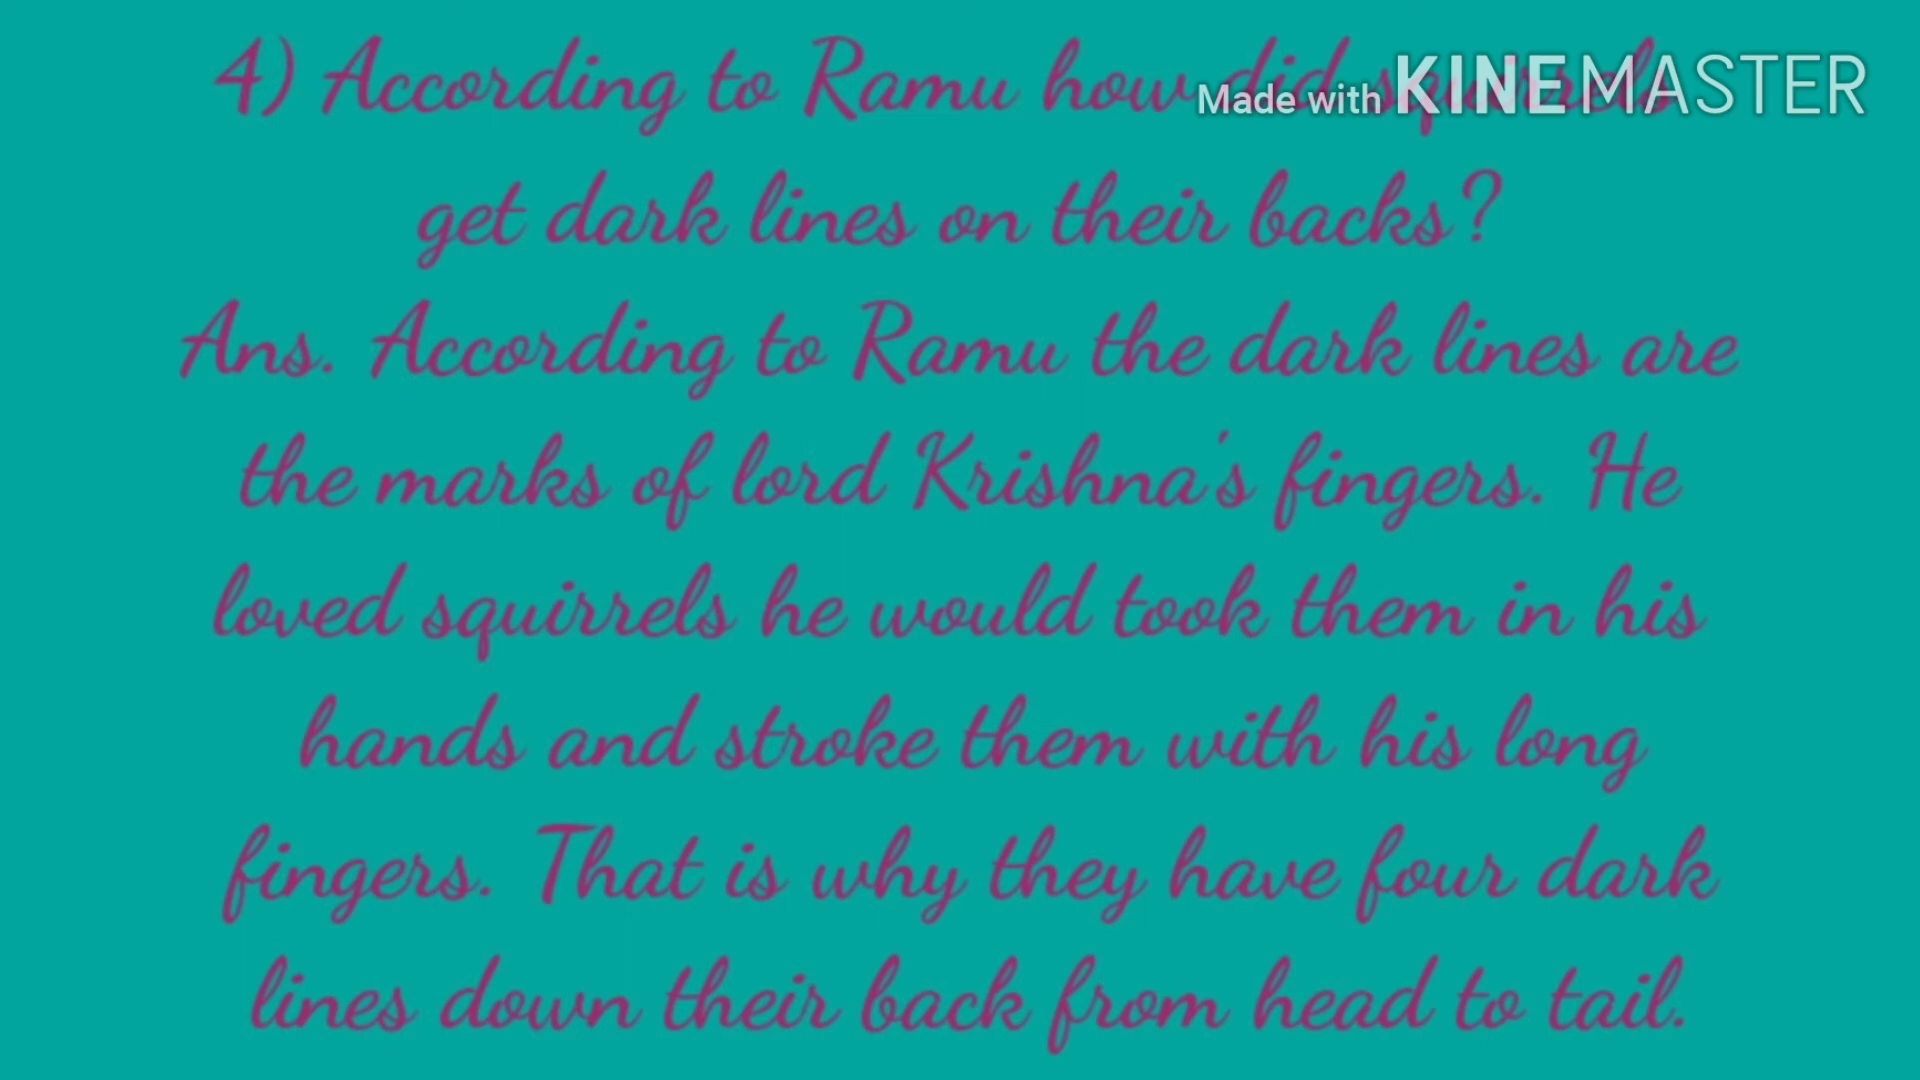 4) According to Ramu how did squirrels
Made with KINEMASTER
get dark lines on their backs?
Ans. According to Ramu the dark lines are
the marks of lord Krishna's fingers. He
loved squirrels he would took them in his
hands and stroke them with his long
fingers. That is why they have four dark
lines down their back from head to tail.